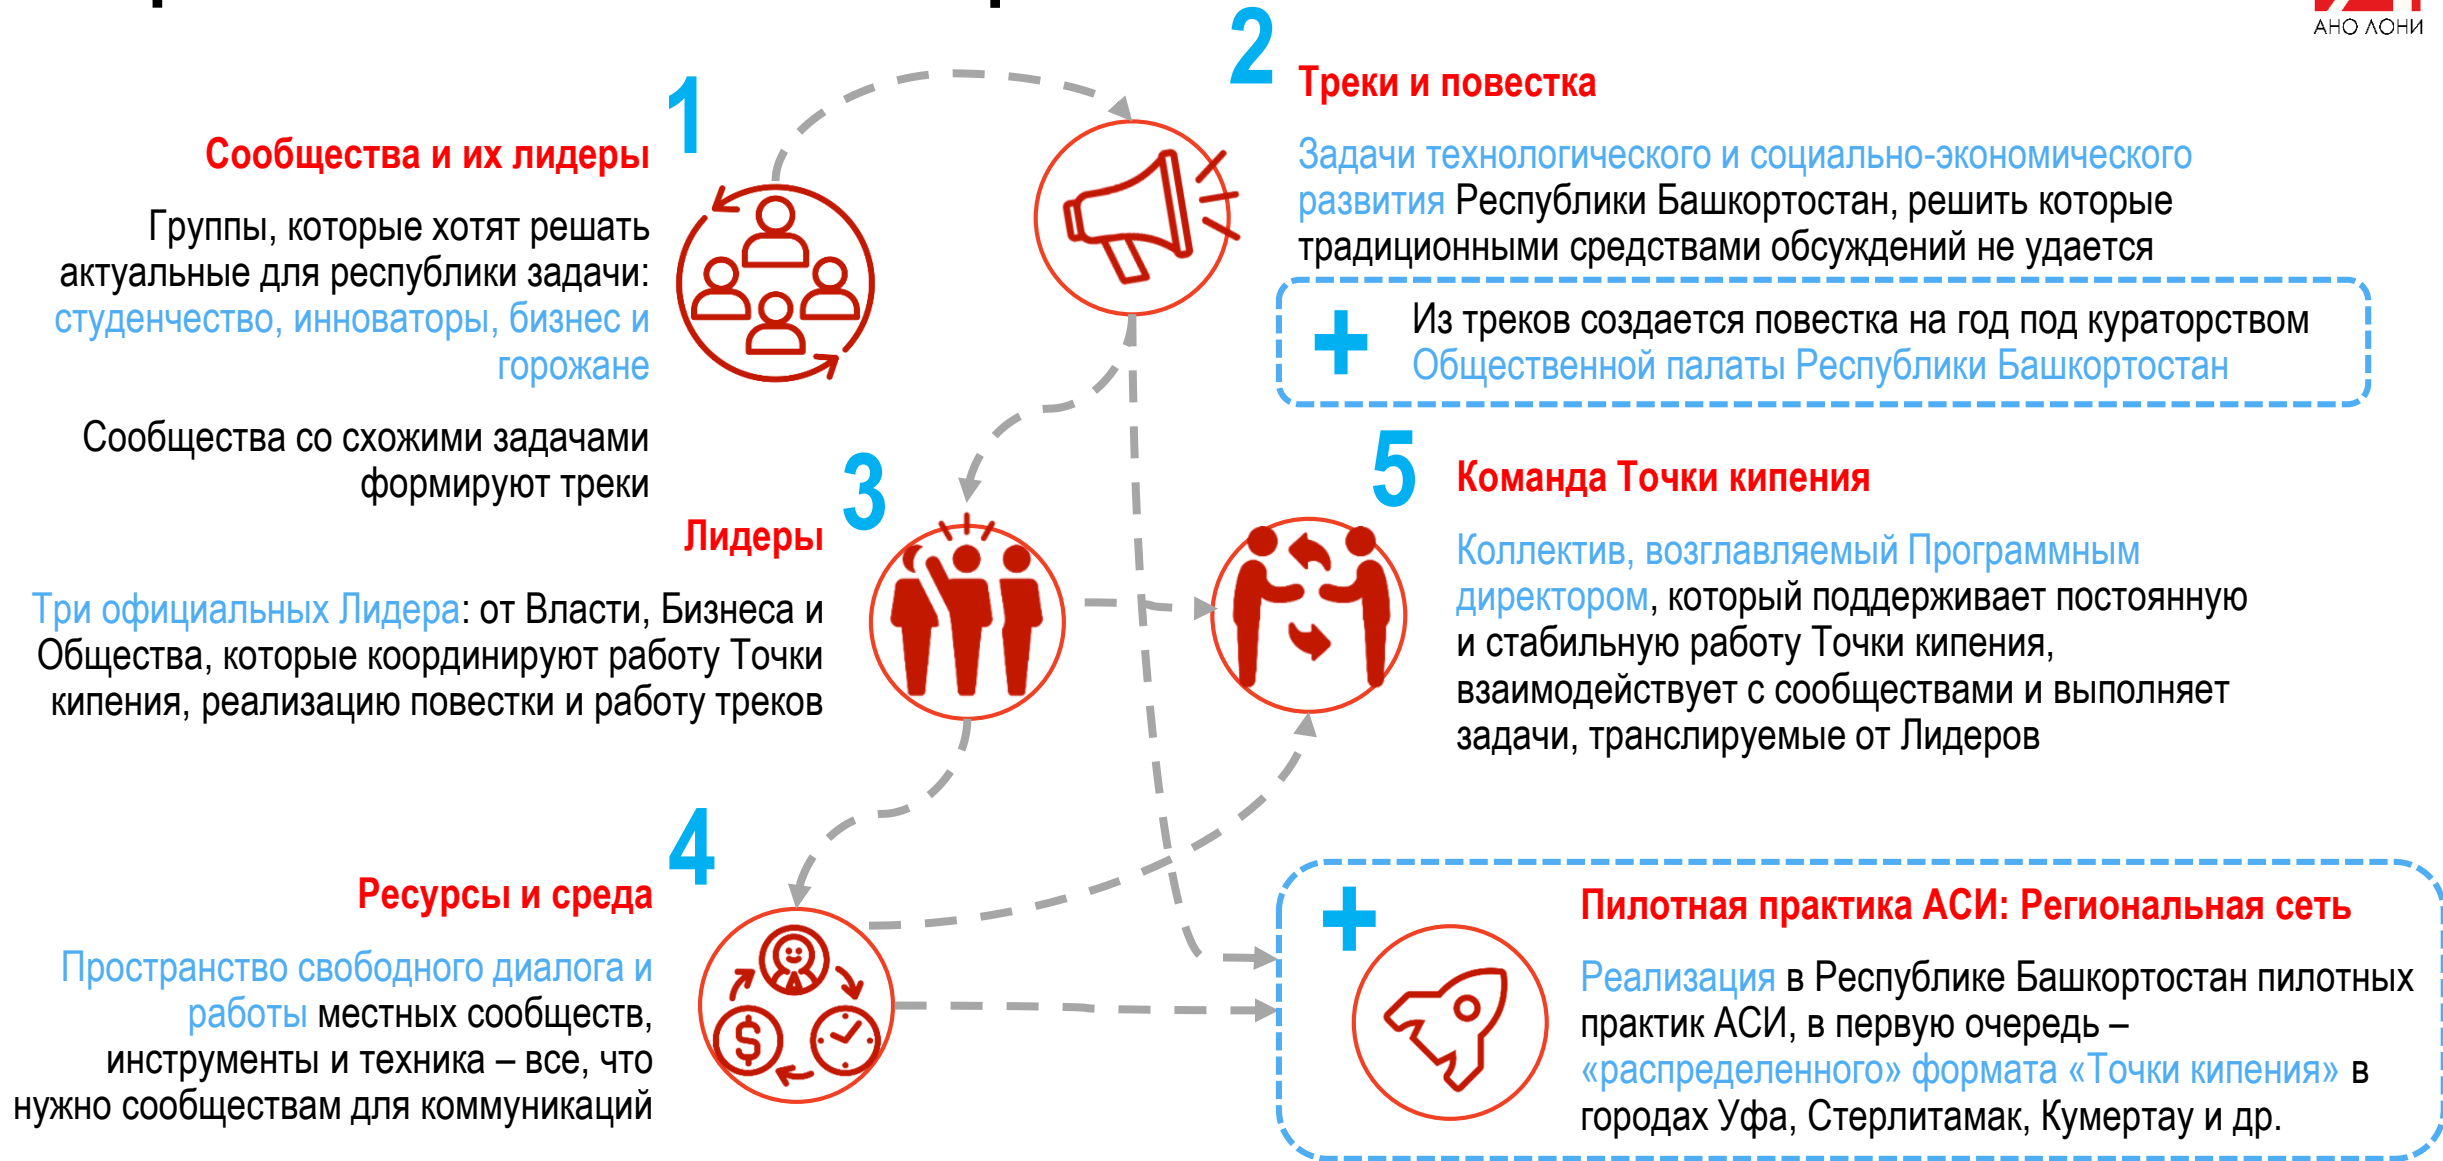 АНО ЛОНИ
1
Сообщества и их лидеры
Группы, которые хотят решать
актуальные для республики задачи:
студенчество, инноваторы, бизнес и
горожане
Сообщества со схожими задачами
формируют треки
2
Треки и повестка
Задачи технологического и социально-экономического
развития Республики Башкортостан, решить которые
традиционными средствами обсуждений не удается
+
Из треков создается повестка на год под кураторством
Общественной палаты Республики Башкортостан
3
Лидеры
Три официальных Лидера: от Власти, Бизнеса и
Общества, которые координируют работу Точки
кипения, реализацию повестки и работу треков
4
Ресурсы и среда
Пространство свободного диалога и
работы местных сообществ,
инструменты и техника – все, что
нужно сообществам для коммуникаций
$
5
Команда Точки кипения
Коллектив, возглавляемый Программным
директором, который поддерживает постоянную
и стабильную работу Точки кипения,
взаимодействует с сообществами и выполняет
задачи, транслируемые от Лидеров
+
Пилотная практика АСИ: Региональная сеть
Реализация в Республике Башкортостан пилотных
практик АСИ, в первую очередь –
«распределенного» формата «Точки кипения» в
городах Уфа, Стерлитамак, Кумертау и др.